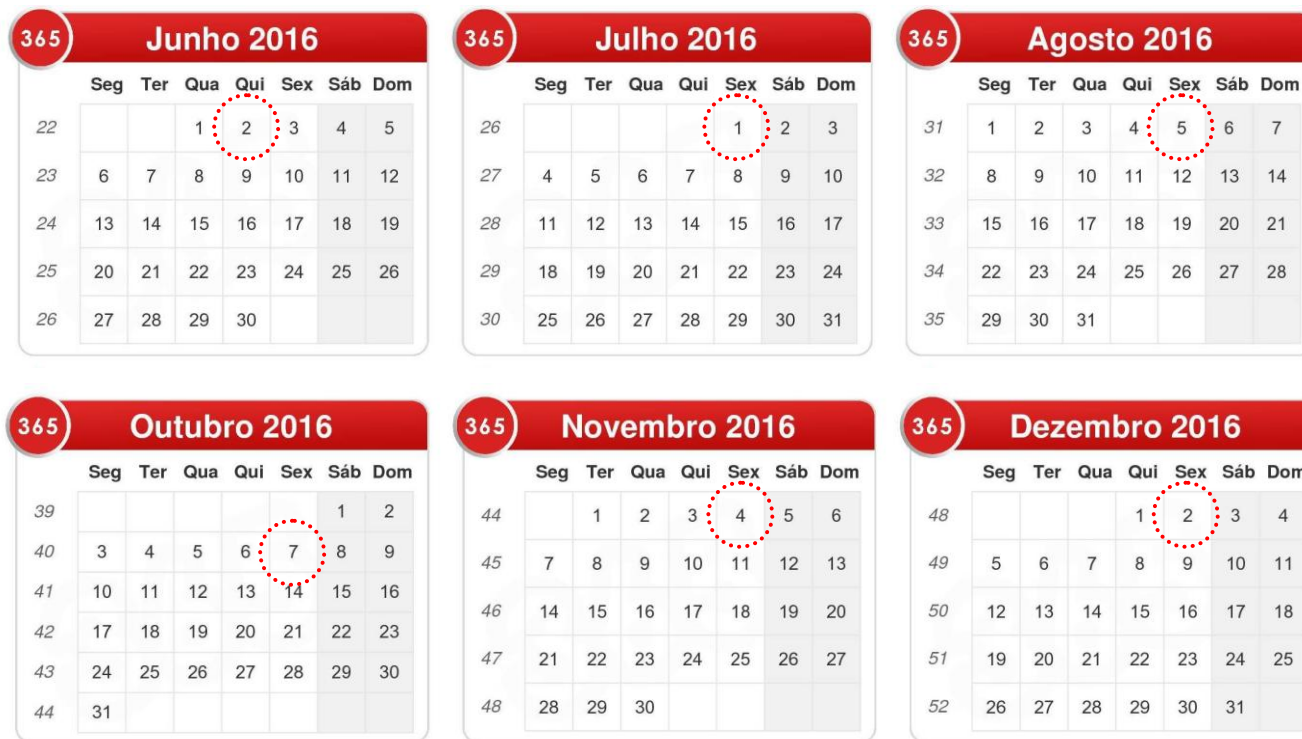 365 Junho 2016
Seg Ter Qua Qui Sex Sáb Dom
22 1 2 3 4 5
23 6 7 8 9 10 11 12
24 13 14 15 16 17 18 19
25 20 21 22 23 24 25 26
26 27 28 29 30
365 Julho 2016
Seg Ter Qua Qui Sex Sáb Dom
26 1 2 3
27 4 5 6 7 8 9 10
28 11 12 13 14 15 16 17
29 18 19 20 21 22 23 24
30 25 26 27 28 29 30 31
365 Agosto 2016
Seg Ter Qua Qui Sex Sáb Dom
31 1 2 3 4 5 6 7
32 8 9 10 11 12 13 14
33 15 16 17 18 19 20 21
34 22 23 24 25 26 27 28
35 29 30 31
365 Outubro 2016
Seg Ter Qua Qui Sex Sáb Dom
39 1 2
40 3 4 5 6 7 8 9
41 10 11 12 13 14 15 16
42 17 18 19 20 21 22 23
43 24 25 26 27 28 29 30
44 31
365 Novembro 2016
Seg Ter Qua Qui Sex Sáb Dom
44 1 2 3 4 5 6
45 7 8 9 10 11 12 13
46 14 15 16 17 18 19 20
47 21 22 23 24 25 26 27
48 28 29 30
365 Dezembro 2016
Seg Ter Qua Qui Sex Sáb Dom
48 1 2 3 4
49 5 6 7 8 9 10 11
50 12 13 14 15 16 17 18
51 19 20 21 22 23 24 25
52 26 27 28 29 30 31